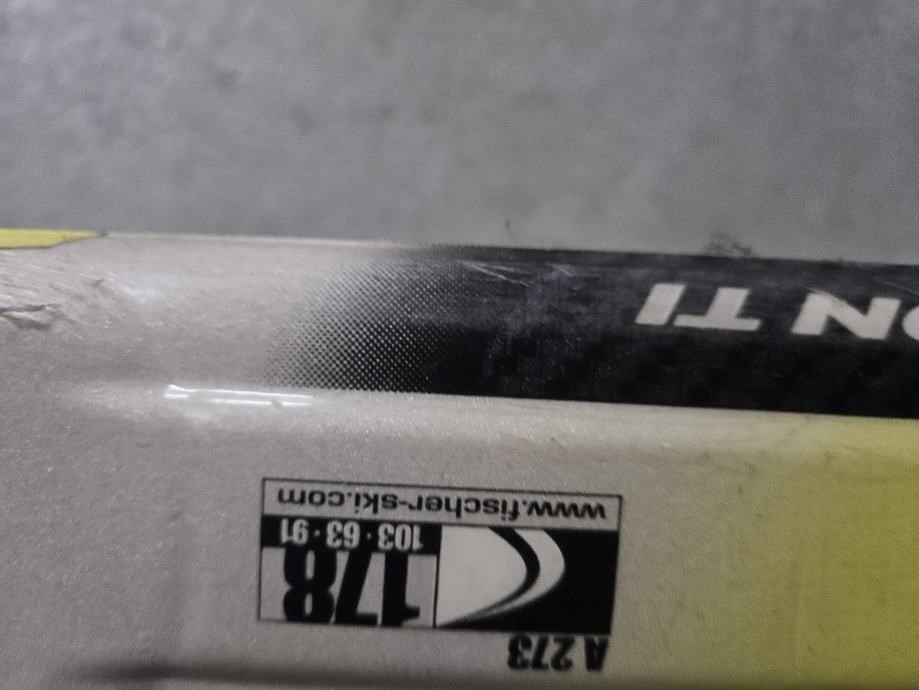 A 273
178
103·63·91
www.fischer-ski.com
ON TI